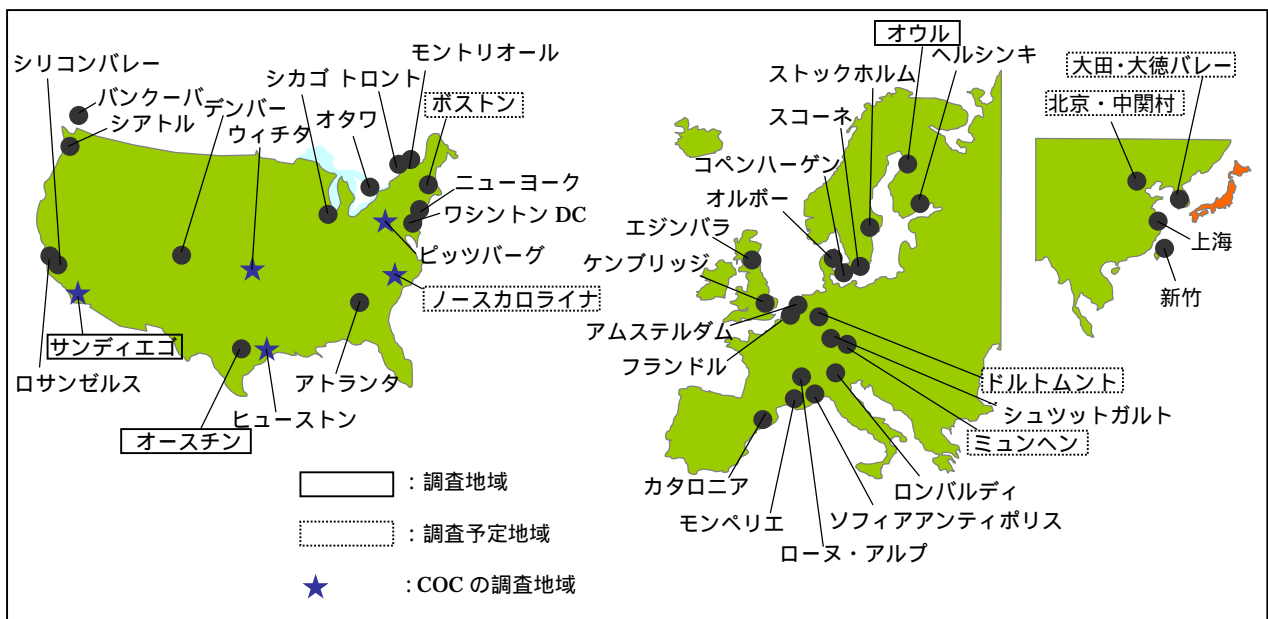 モントリオール
シリコンバレー
シカゴ トロント
バンクーバー
デンバー
ボストン
シアトル
ウィチタ
オタワ
ニューヨーク
ワシントン DC
ピッツバーグ
ノースカロライナ
サンディエゴ
ロサンゼルス
アトランタ
ヒューストン
オースチン
：調査地域
：調査予定地域
：COC の調査地域
オウル
ヘルシンキ
ストックホルム
スコーネ
コペンハーゲン
オルボー
エジンバラ
ケンブリッジ
アムステルダム
フランドル
ドルトムント
シュツットガルト
ミュンヘン
カタロニア
ロンバルディ
モンペリエ
ソフィアアンティポリス
ローヌ・アルプ
大田・大徳バレー
北京・中関村
上海
新竹